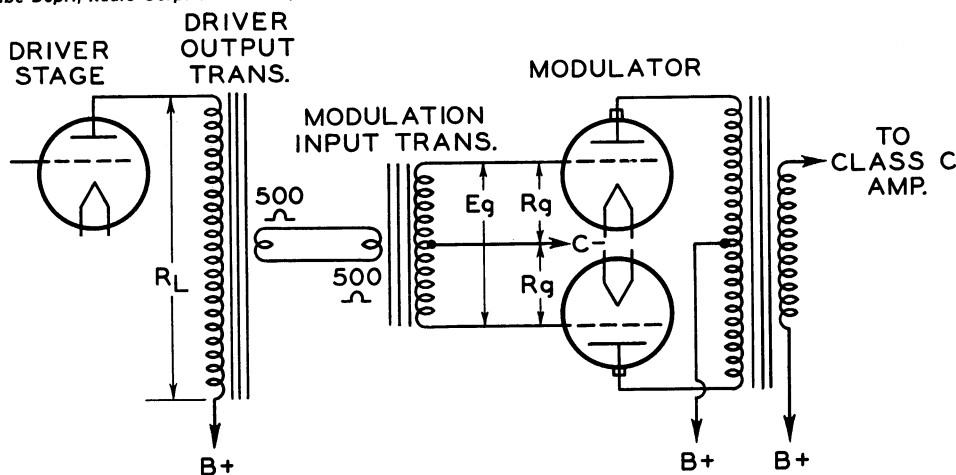 DRIVER
STAGE
DRIVER
OUTPUT
TRANS.
MODULATION
INPUT TRANS.
MODULATOR
TO
CLASS C
AMP.
500
Ω
500
Ω
RL
Eg
Rg
C-
Rg
B+
B+
B+